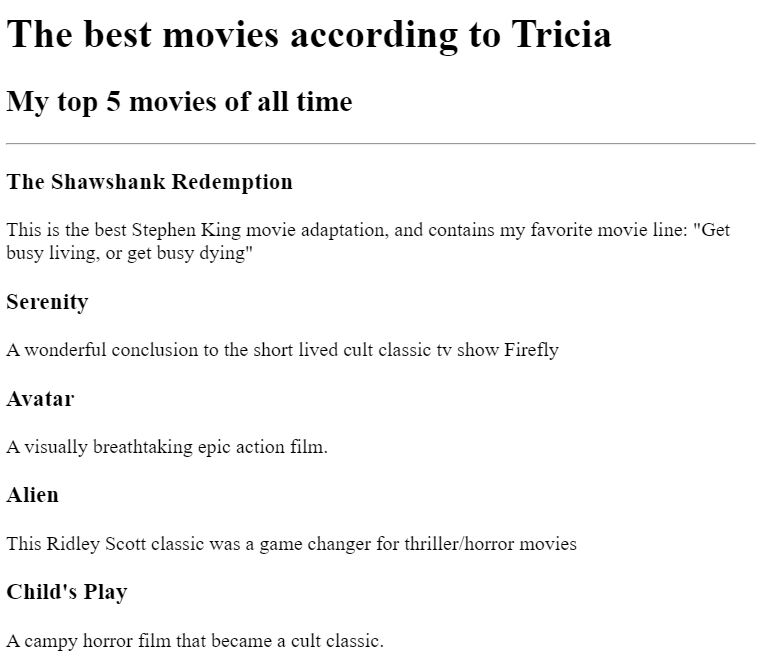 The best movies according to Tricia
My top 5 movies of all time
The Shawshank Redemption
This is the best Stephen King movie adaptation, and contains my favorite movie line: "Get
busy living, or get busy dying"
Serenity
A wonderful conclusion to the short lived cult classic tv show Firefly
Avatar
A visually breathtaking epic action film.
Alien
This Ridley Scott classic was a game changer for thriller/horror movies
Child's Play
A campy horror film that became a cult classic.